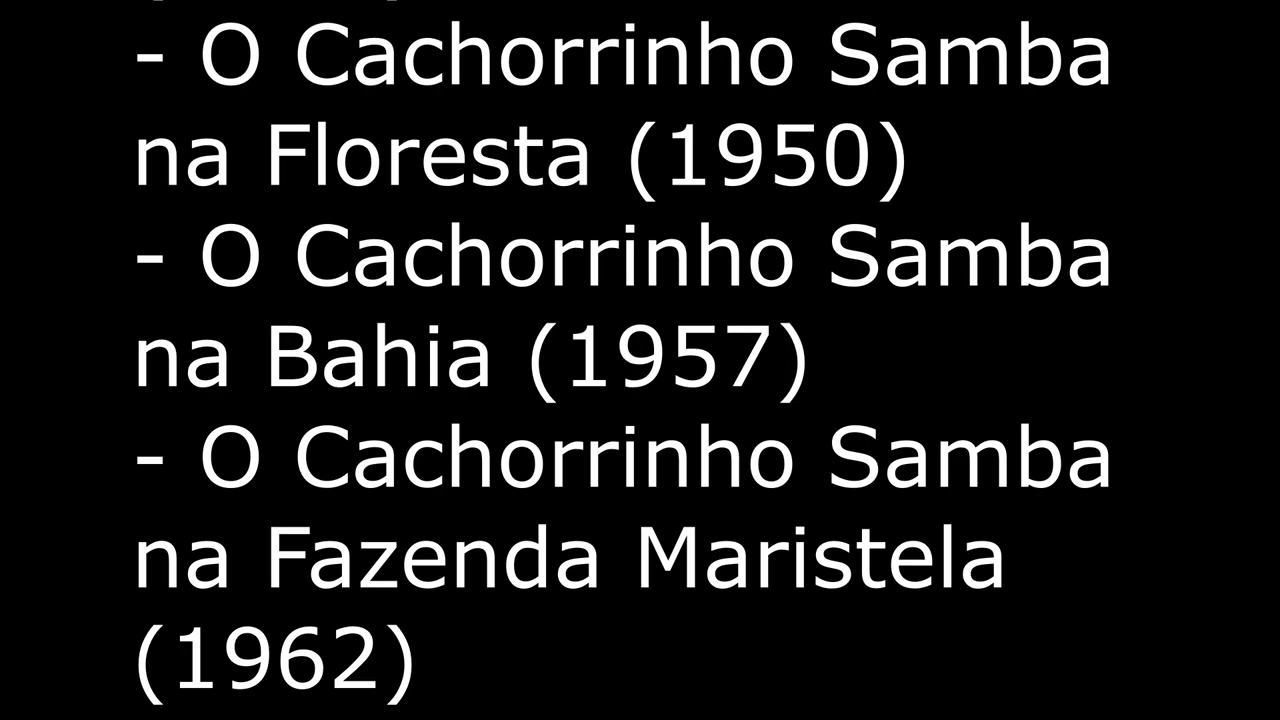 - O Cachorrinho Samba
na Floresta (1950)
- O Cachorrinho Samba
na Bahia (1957)
- O Cachorrinho Samba
na Fazenda Maristela
(1962)